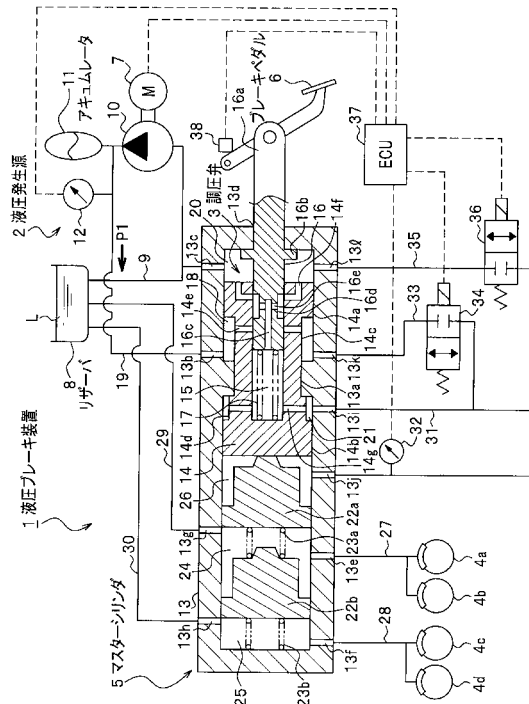 1 液圧ブレーキ装置
2 液圧発生源
アキュムレータ
11
10
7
M
12
P1
L
8
リザーバ
9
19
29
30
5 マスターシリンダ
3 調圧弁
ブレーキペダル
6
16a
38
13d
20
13c
18
14e
16c
13b
15
17
14d
14
26
13g
24
13
13h
25
16b
16
14f
16e
16d
14a
14c
13a
13l
13k
13i
21
14b
14g
13j
22a
23a
13e
22b
13f
23b
27
28
4a
4b
4c
4d
31
32
33
34
35
36
37
ECU